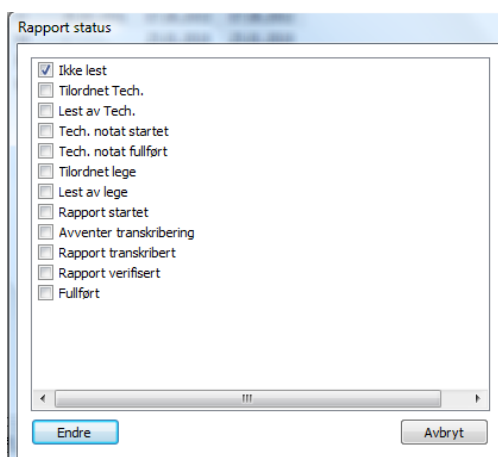 Rapport status
Ikke lest
Tilordnet Tech.
Lest av Tech.
Tech. notat startet
Tech. notat fullført
Tilordnet lege
Lest av lege
Rapport startet
Avventer transkribering
Rapport transkribert
Rapport verifisert
Fullført
Endre
Avbryt